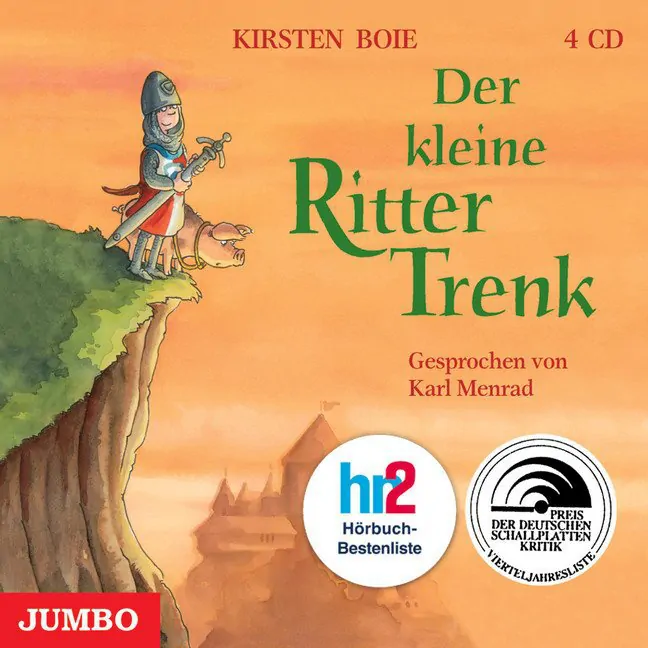 KIRSTEN BOIE
4 CD
Der
kleine
Ritter
Trenk
Gesprochen von
Karl Menrad
hr2
Hörbuch-
Bestenliste
PREIS
DER DEUTSCHEN
SCHALLPLATTEN
KRITIK
VIERTELJAHRESLISTE
JUMBO